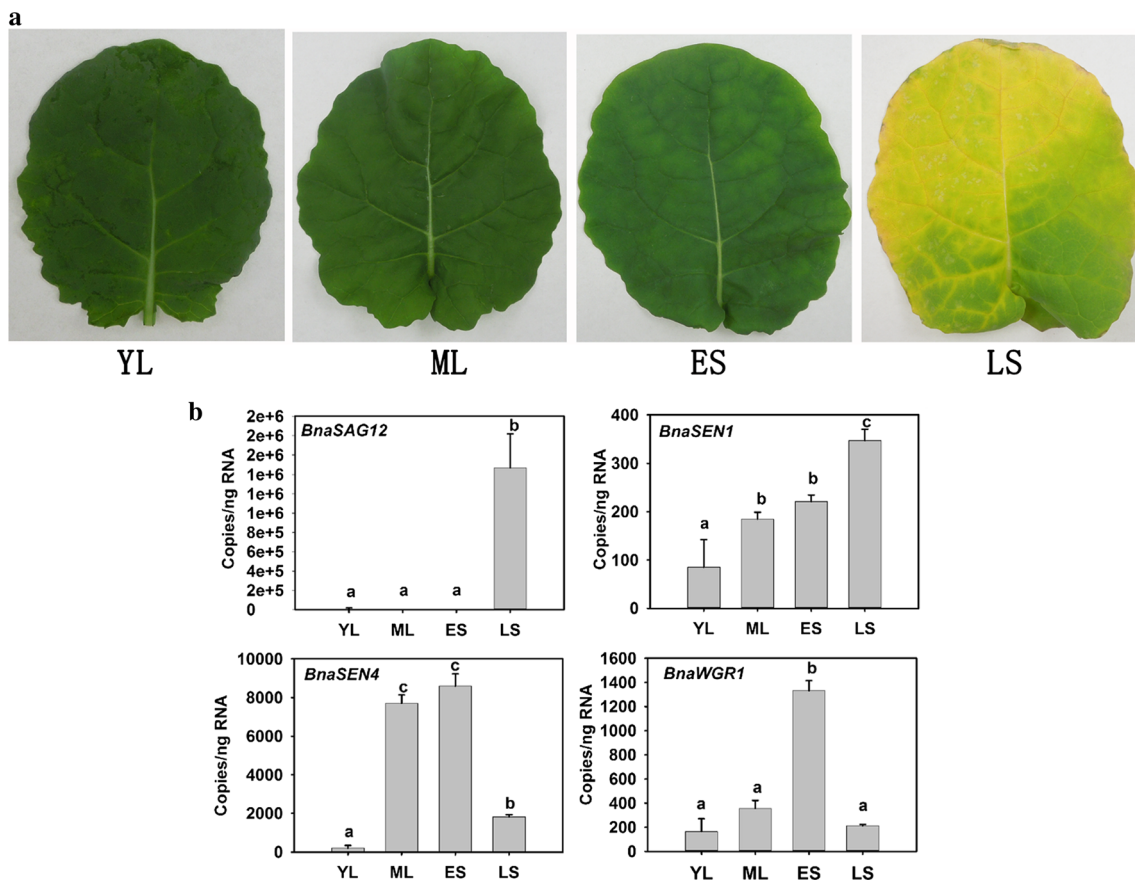 a
YL ML ES LS
b
BnaSAG12
Copies/ng RNA
2e+6
2e+6
2e+6
1e+6
1e+6
1e+6
8e+5
6e+5
4e+5
2e+5
0
a a a b
YL ML ES LS
BnaSEN1
Copies/ng RNA
400
300
200
100
0
a b b c
YL ML ES LS
BnaSEN4
Copies/ng RNA
10000
8000
6000
4000
2000
0
a c c b
YL ML ES LS
BnaWGR1
Copies/ng RNA
1600
1400
1200
1000
800
600
400
200
0
a a b a
YL ML ES LS